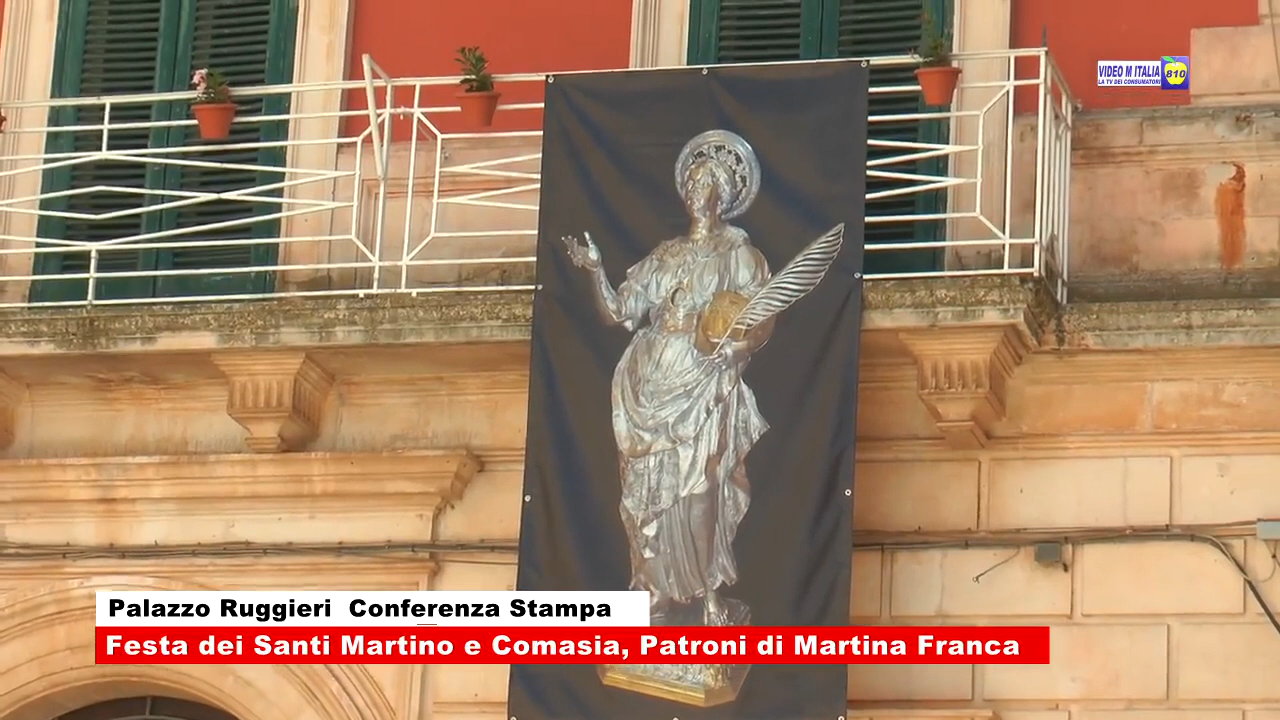 VIDEO M ITALIA 810
LA TV DEI CONSUMATORI
Palazzo Ruggieri  Conferenza Stampa
Festa dei Santi Martino e Comasia, Patroni di Martina Franca